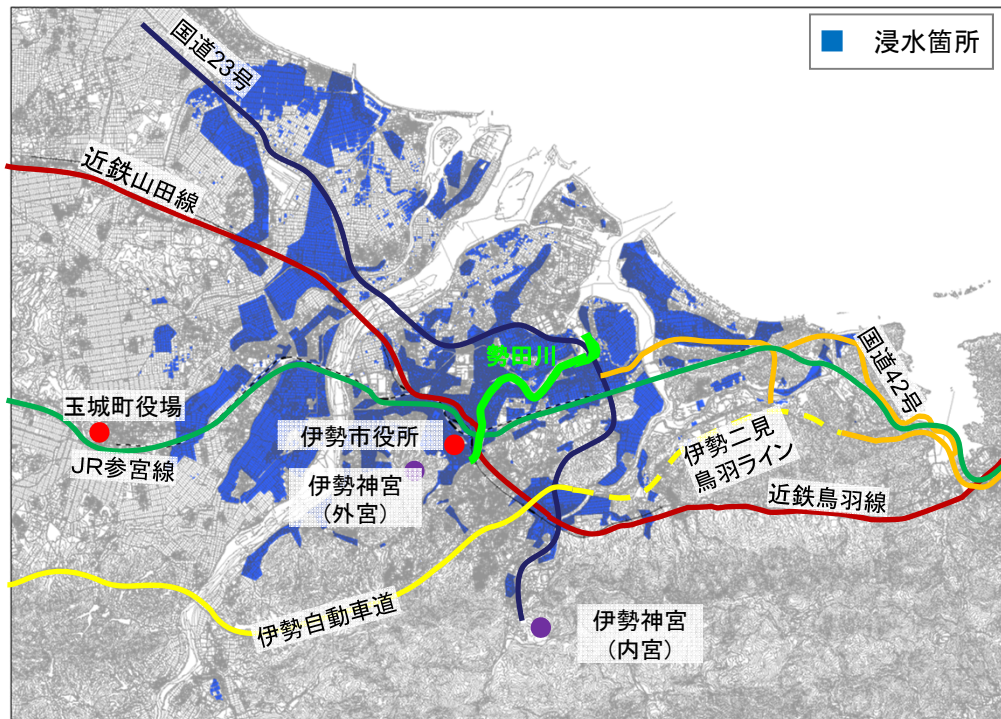 浸水箇所
国道23号
近鉄山田線
勢田川
国道42号
玉城町役場
伊勢市役所
JR参宮線
伊勢神宮
（外宮）
伊勢二見
鳥羽ライン
近鉄鳥羽線
伊勢自動車道
伊勢神宮
（内宮）